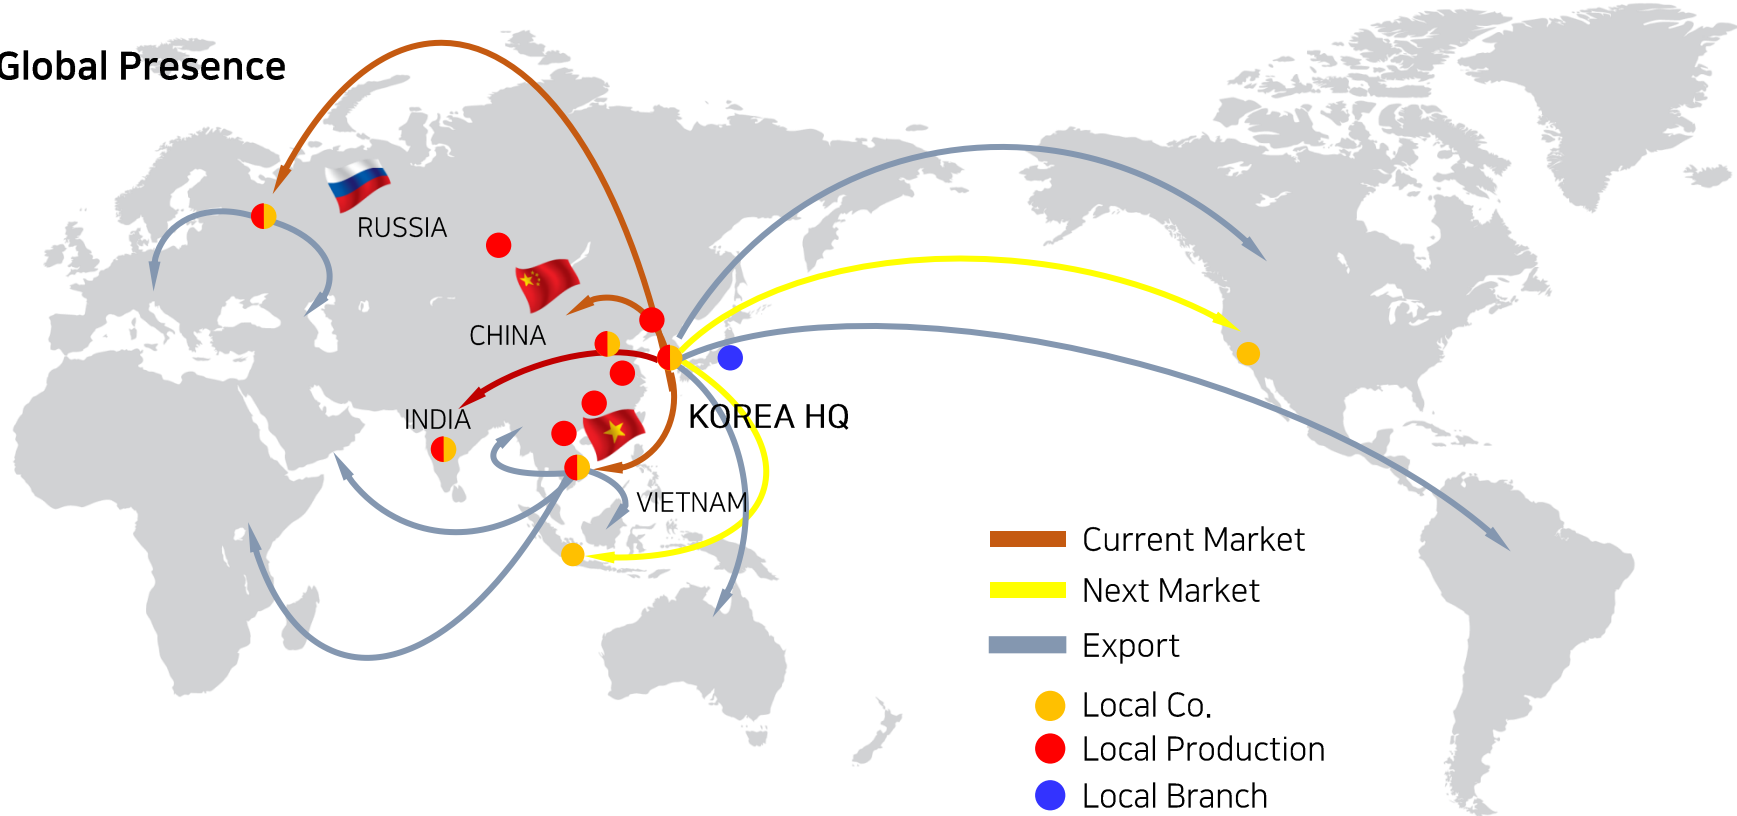 Global Presence
RUSSIA
CHINA
INDIA
KOREA HQ
VIETNAM
Current Market
Next Market
Export
Local Co.
Local Production
Local Branch